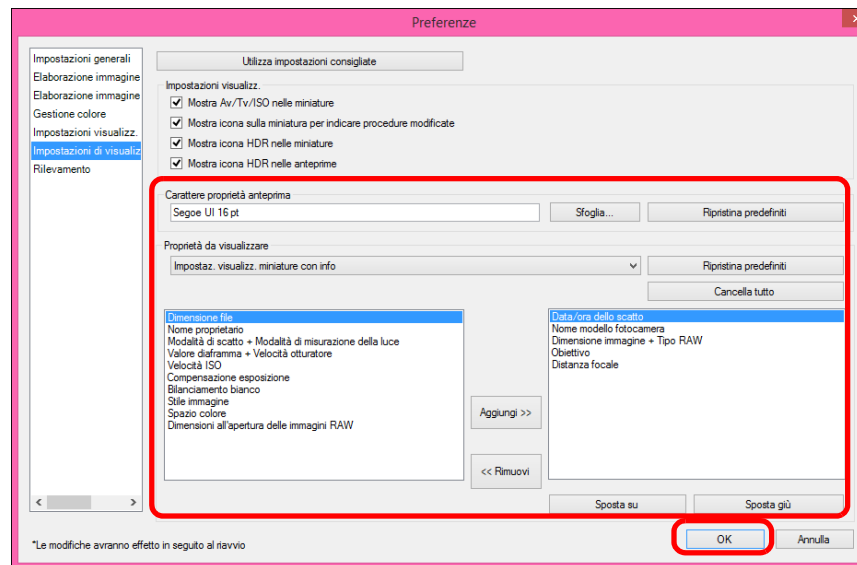 Preferenze
Impostazioni generali
Elaborazione immagine
Elaborazione immagine
Gestione colore
Impostazioni visualizz.
Impostazioni di visualiz
Rilevamento
Utilizza impostazioni consigliate
Impostazioni visualizz.
Mostra Av/Tv/ISO nelle miniature
Mostra icona sulla miniatura per indicare procedure modificate
Mostra icona HDR nelle miniature
Mostra icona HDR nelle anteprime
Carattere proprietà anteprima
Segoe UI 16 pt
Sfoglia...
Ripristina predefiniti
Proprietà da visualizzare
Impostaz. visualizz. miniature con info
Ripristina predefiniti
Cancella tutto
Dimensione file
Nome proprietario
Modalità di scatto + Modalità di misurazione della luce
Valore diaframma + Velocità otturatore
Velocità ISO
Compensazione esposizione
Bilanciamento bianco
Stile immagine
Spazio colore
Dimensioni all'apertura delle immagini RAW
Aggiungi >>
<< Rimuovi
Data/ora dello scatto
Nome modello fotocamera
Dimensione immagine + Tipo RAW
Obiettivo
Distanza focale
Sposta su
Sposta giù
*Le modifiche avranno effetto in seguito al riavvio
OK
Annulla